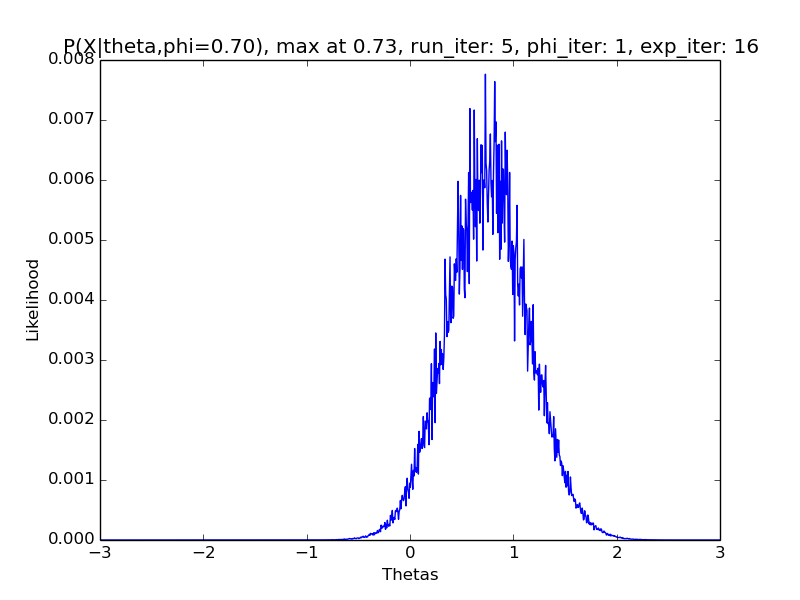 P(X|theta,phi=0.70), max at 0.73, run_iter: 5, phi_iter: 1, exp_iter: 16
0.008
0.007
0.006
0.005
0.004
0.003
0.002
0.001
0.000
Likelihood
−3 −2 −1 0 1 2 3
Thetas